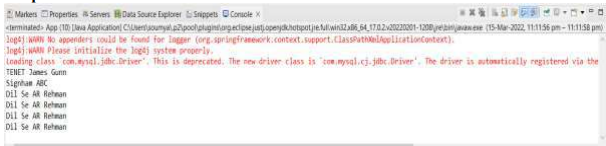 Markers Properties Servers Data Source Explorer Snippets Console
<terminated> App (10) [Java Application] C:\Users\soumya\.p2\pool\plugins\org.eclipse.justj.openjdk.hotspot.jre.full.win32.x86_64_17.0.2.v20220201-1208\jre\bin\javaw.exe (15-Mar-2022, 11:11:56 pm – 11:11:58 pm)
log4j:WARN No appenders could be found for logger (org.springframework.context.support.ClassPathXmlApplicationContext).
log4j:WARN Please initialize the log4j system properly.
Loading class `com.mysql.jdbc.Driver'. This is deprecated. The new driver class is `com.mysql.cj.jdbc.Driver'. The driver is automatically registered via the
TENET James Gunn
Signham ABC
Dil Se AR Rehman
Dil Se AR Rehman
Dil Se AR Rehman
Dil Se AR Rehman